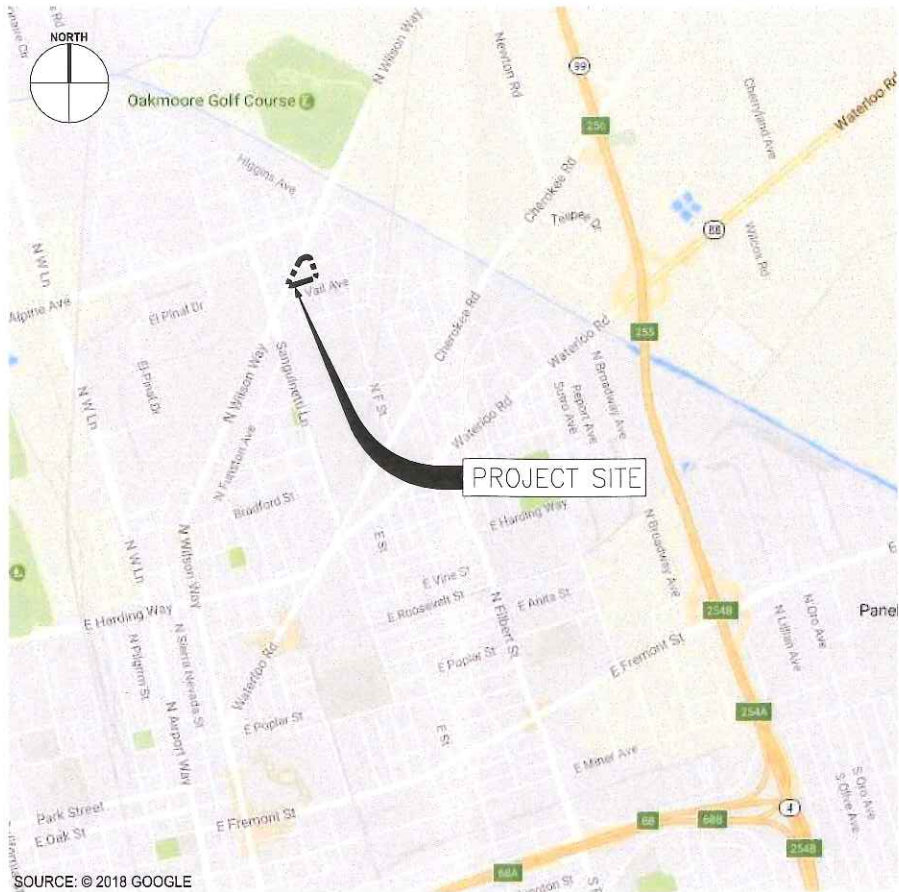 NORTH
N Wilson Way
Newton Rd
99
Oakmoore Golf Course
Cherryland Ave
Waterloo Rd
256
Higgins Ave
Cherokee Rd
Teepee Dr
88
Wilcox Rd
N W Ln
Alpine Ave
Vail Ave
El Pinal Dr
Cherokee Rd
Waterloo Rd
255
El Pinal Dr
N Wilson Way
Sanguinetti Ln
N F St
N Broadway Ave
Report Ave
Sutro Ave
N W Ln
N Funston Ave
Waterloo Rd
PROJECT SITE
Bradford St
E Harding Way
N W Ln
N Wilson Way
E St
N Broadway Ave
E Vine St
E Harding Way
E Roosevelt St
N Filbert St
E Anita St
254B
N Oro Ave
N Lillian Ave
N Pilgrim St
N Sierra Nevada St
Waterloo Rd
E Poplar St
E Fremont St
N Airport Way
E Poplar St
E St
254A
E Miner Ave
S Oro Ave
S Olive Ave
Park Street
E Oak St
E Fremont St
68
68B
4
254B
68A
SOURCE: © 2018 GOOGLE